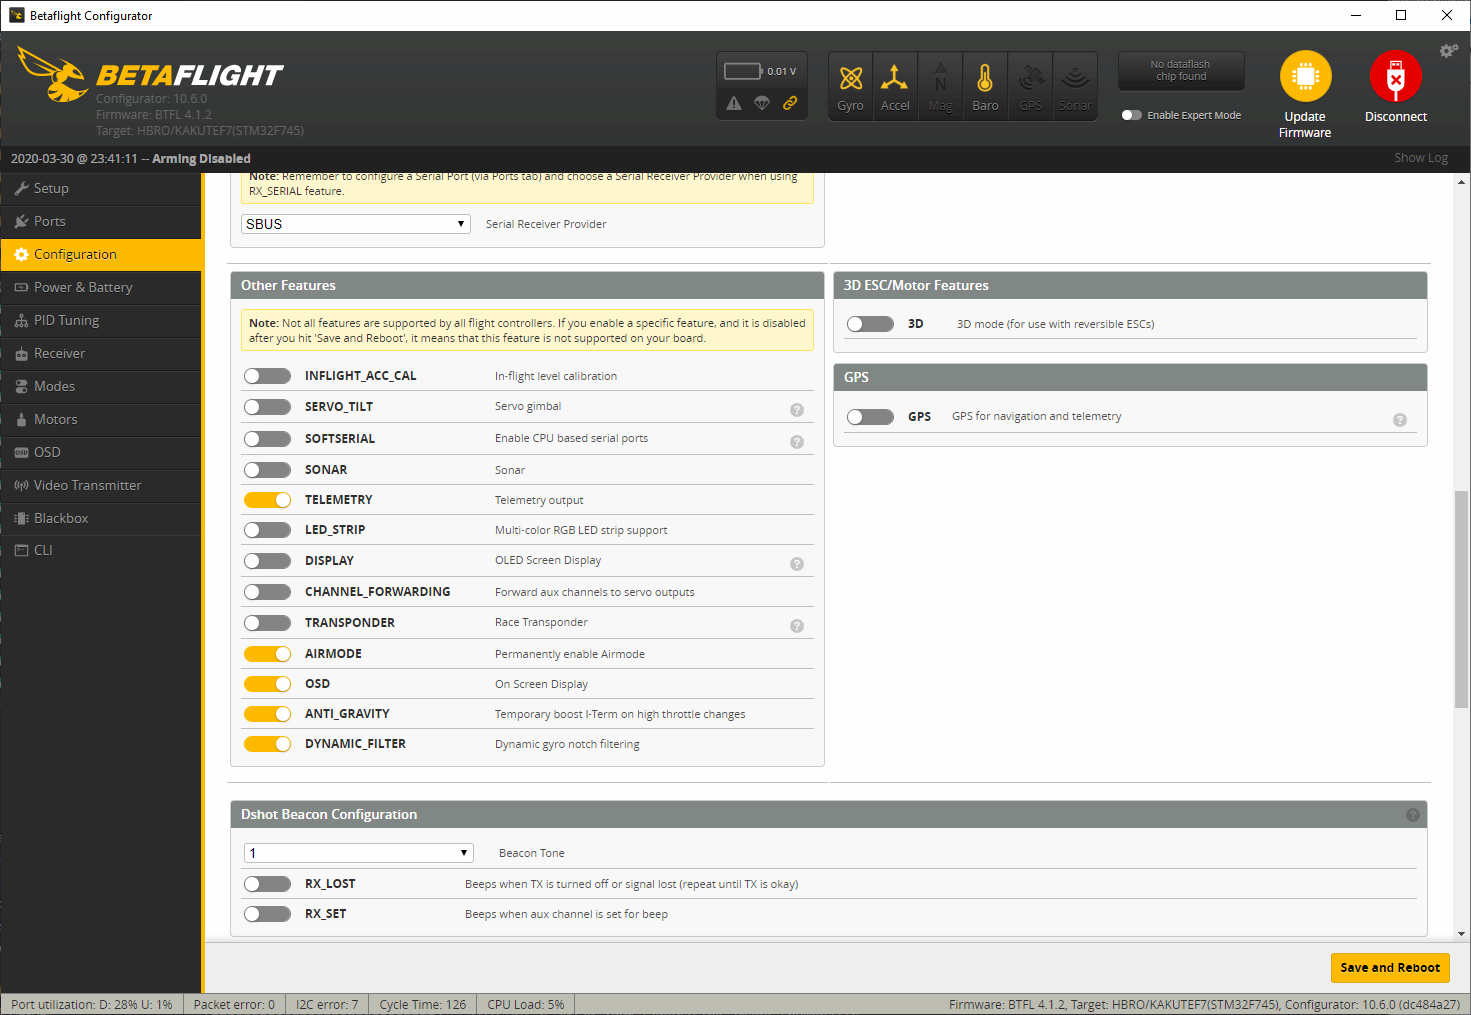 Betaflight Configurator
BETAFLIGHT
Configurator: 10.6.0
Firmware: BTFL 4.1.2
Target: HBRO/KAKUTEF7(STM32F745)
0.01 V
Gyro
Accel
Mag
Baro
GPS
Sonar
No dataflash
chip found
Enable Expert Mode
Update
Firmware
Disconnect
2020-03-30 @ 23:41:11 -- Arming Disabled
Show Log
Setup
Ports
Configuration
Power & Battery
PID Tuning
Receiver
Modes
Motors
OSD
Video Transmitter
Blackbox
CLI
Note: Remember to configure a Serial Port (via Ports tab) and choose a Serial Receiver Provider when using
RX_SERIAL feature.
SBUS
Serial Receiver Provider
Other Features
Note: Not all features are supported by all flight controllers. If you enable a specific feature, and it is disabled
after you hit 'Save and Reboot', it means that this feature is not supported on your board.
INFLIGHT_ACC_CAL In-flight level calibration
SERVO_TILT Servo gimbal ?
SOFTSERIAL Enable CPU based serial ports ?
SONAR Sonar
TELEMETRY Telemetry output
LED_STRIP Multi-color RGB LED strip support
DISPLAY OLED Screen Display ?
CHANNEL_FORWARDING Forward aux channels to servo outputs
TRANSPONDER Race Transponder ?
AIRMODE Permanently enable Airmode
OSD On Screen Display
ANTI_GRAVITY Temporary boost I-Term on high throttle changes
DYNAMIC_FILTER Dynamic gyro notch filtering
3D ESC/Motor Features
3D 3D mode (for use with reversible ESCs)
GPS
GPS GPS for navigation and telemetry ?
Dshot Beacon Configuration ?
1 Beacon Tone
RX_LOST Beeps when TX is turned off or signal lost (repeat until TX is okay)
RX_SET Beeps when aux channel is set for beep
Save and Reboot
Port utilization: D: 28% U: 1%
Packet error: 0
I2C error: 7
Cycle Time: 126
CPU Load: 5%
Firmware: BTFL 4.1.2, Target: HBRO/KAKUTEF7(STM32F745), Configurator: 10.6.0 (dc484a27)